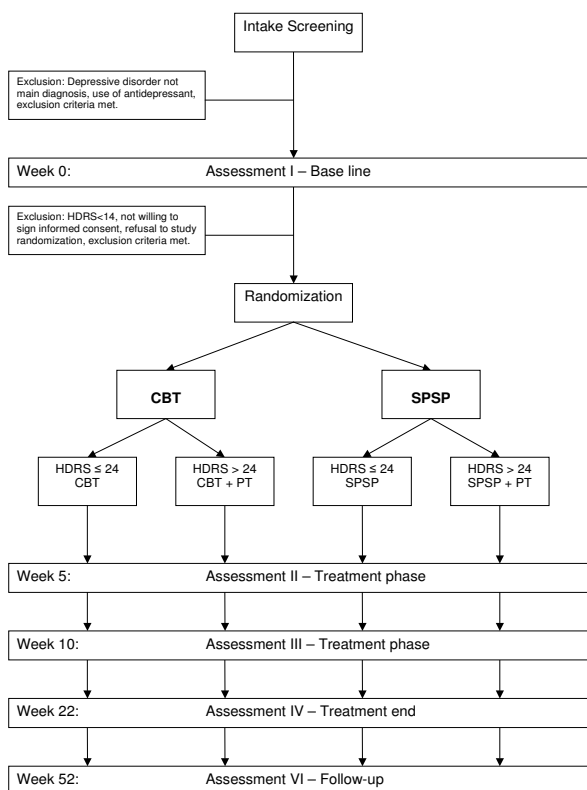 Intake Screening
Exclusion: Depressive disorder not
main diagnosis, use of antidepressant,
exclusion criteria met.
Week 0: Assessment I – Base line
Exclusion: HDRS<14, not willing to
sign informed consent, refusal to study
randomization, exclusion criteria met.
Randomization
CBT SPSP
HDRS ≤ 24 HDRS > 24 HDRS ≤ 24 HDRS > 24
CBT CBT + PT SPSP SPSP + PT
Week 5: Assessment II – Treatment phase
Week 10: Assessment III – Treatment phase
Week 22: Assessment IV – Treatment end
Week 52: Assessment VI – Follow-up